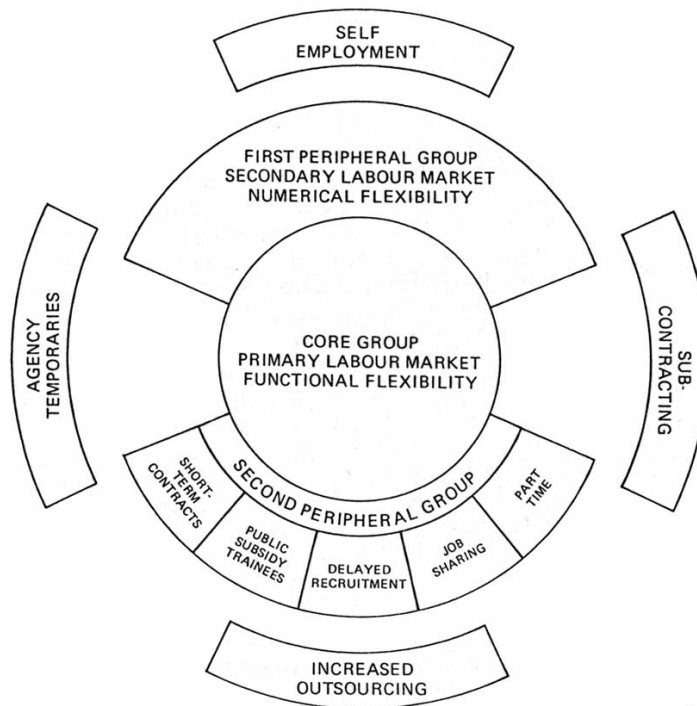 SELF
EMPLOYMENT
FIRST PERIPHERAL GROUP
SECONDARY LABOUR MARKET
NUMERICAL FLEXIBILITY
AGENCY
TEMPORARIES
CORE GROUP
PRIMARY LABOUR MARKET
FUNCTIONAL FLEXIBILITY
SUB-
CONTRACTING
SECOND PERIPHERAL GROUP
SHORT-
TERM
CONTRACTS
PUBLIC
SUBSIDY
TRAINEES
DELAYED
RECRUITMENT
JOB
SHARING
PART
TIME
INCREASED
OUTSOURCING